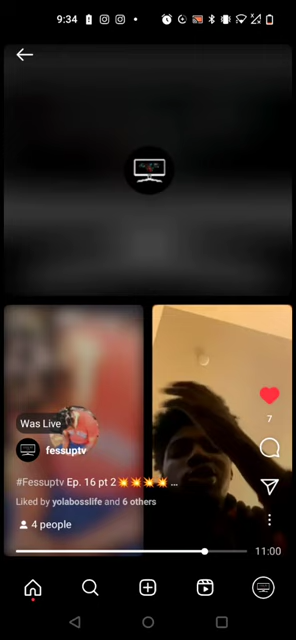 9:34
Was Live
fessuptv
#Fessuptv Ep. 16 pt 2💥💥💥💥 ...
Liked by yolabosslife and 6 others
4 people
7
11:00